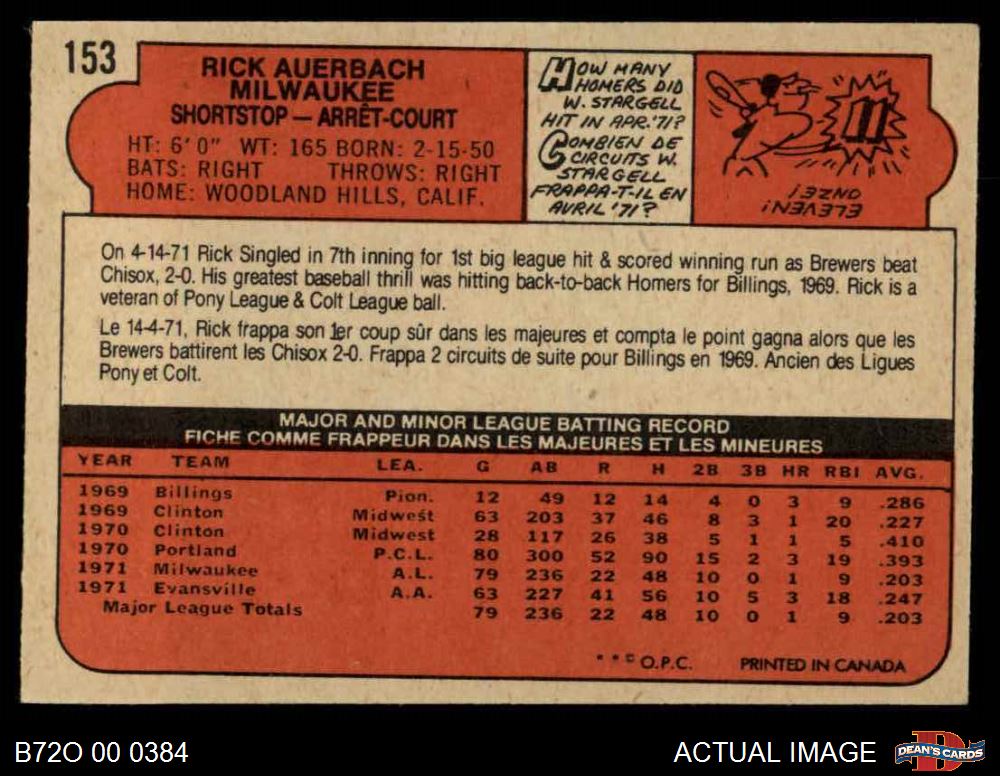 153
RICK AUERBACH
MILWAUKEE
SHORTSTOP — ARRÊT-COURT
HT: 6'0" WT: 165 BORN: 2-15-50
BATS: RIGHT THROWS: RIGHT
HOME: WOODLAND HILLS, CALIF.
HOW MANY
HOMERS DID
W. STARGELL
HIT IN APR. '71?
COMBIEN DE
CIRCUITS W.
STARGELL
FRAPPA-T-IL EN
AVRIL '71?
11
ELEVEN!
ONZE!
On 4-14-71 Rick Singled in 7th inning for 1st big league hit & scored winning run as Brewers beat
Chisox, 2-0. His greatest baseball thrill was hitting back-to-back Homers for Billings, 1969. Rick is a
veteran of Pony League & Colt League ball.
Le 14-4-71, Rick frappa son 1er coup sûr dans les majeures et compta le point gagna alors que les
Brewers battirent les Chisox 2-0. Frappa 2 circuits de suite pour Billings en 1969. Ancien des Ligues
Pony et Colt.
MAJOR AND MINOR LEAGUE BATTING RECORD
FICHE COMME FRAPPEUR DANS LES MAJEURES ET LES MINEURES
YEAR TEAM LEA. G AB R H 2B 3B HR RBI AVG.
1969 Billings Pion. 12 49 12 14 4 0 3 9 .286
1969 Clinton Midwest 63 203 37 46 8 3 1 20 .227
1970 Clinton Midwest 28 117 26 38 5 1 1 5 .410
1970 Portland P.C.L. 80 300 52 90 15 2 3 19 .393
1971 Milwaukee A.L. 79 236 22 48 10 0 1 9 .203
1971 Evansville A.A. 63 227 41 56 10 5 3 18 .247
Major League Totals 79 236 22 48 10 0 1 9 .203
* * © O.P.C. PRINTED IN CANADA
B72O 00 0384 ACTUAL IMAGE DEAN'S CARDS